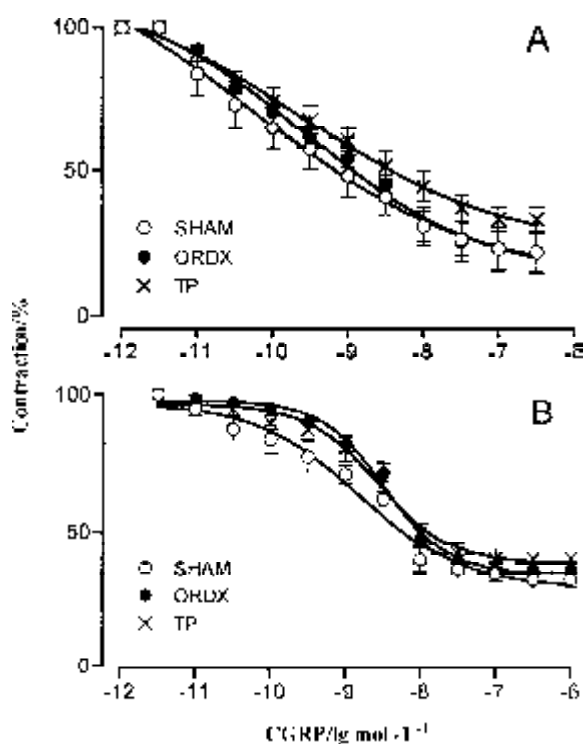 100
A
50
SHAM
ORDX
TP
0
-12 -11 -10 -9 -8 -7 -6
Contraction/%
100
B
50
SHAM
ORDX
TP
0
-12 -11 -10 -9 -8 -7 -6
CGRP/lg mol·l⁻¹